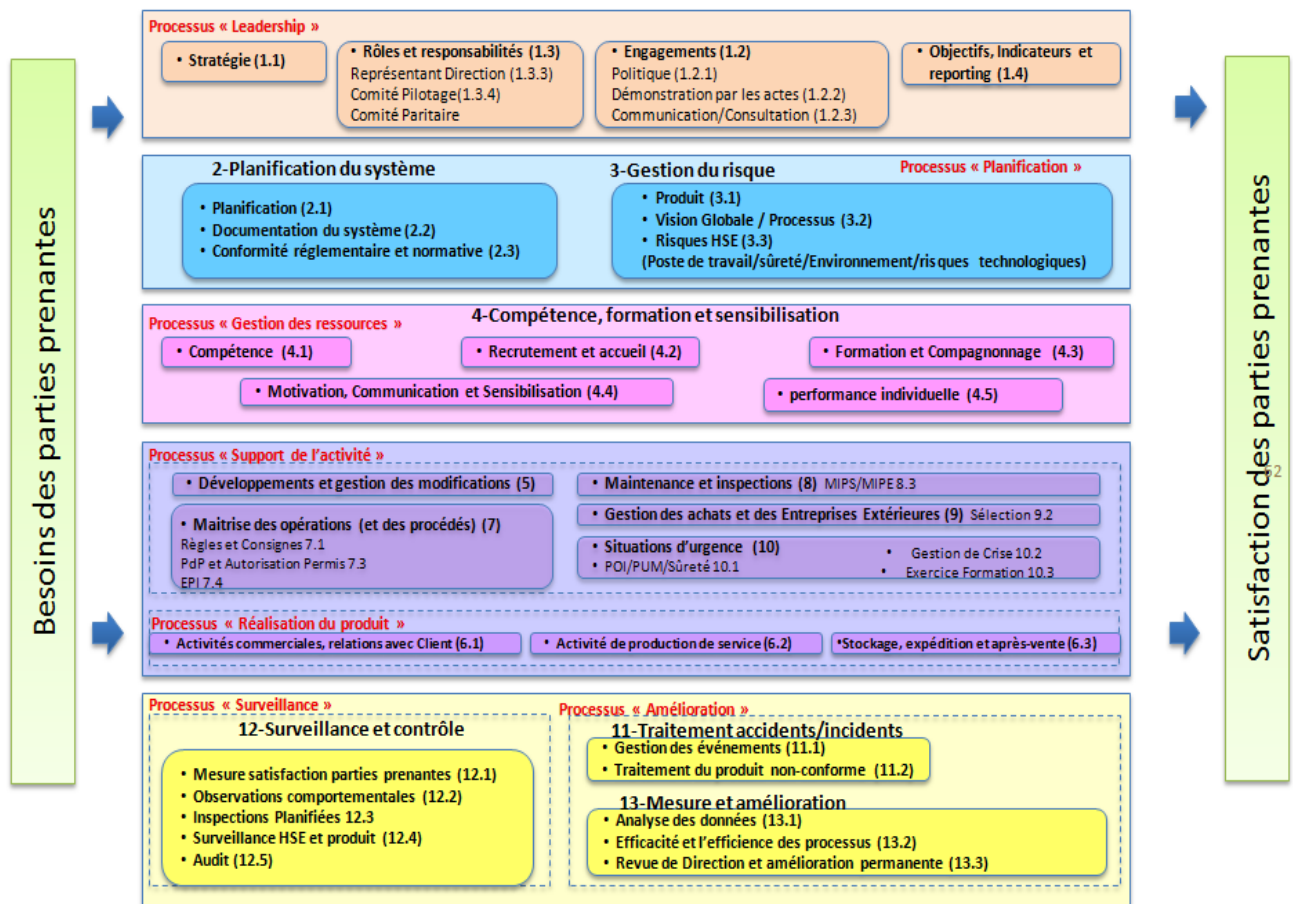 Besoins des parties prenantes
Processus « Leadership »
• Stratégie (1.1)
• Rôles et responsabilités (1.3)
Représentant Direction (1.3.3)
Comité Pilotage(1.3.4)
Comité Paritaire
• Engagements (1.2)
Politique (1.2.1)
Démonstration par les actes (1.2.2)
Communication/Consultation (1.2.3)
• Objectifs, Indicateurs et
reporting (1.4)
2-Planification du système
• Planification (2.1)
• Documentation du système (2.2)
• Conformité réglementaire et normative (2.3)
3-Gestion du risque
Processus « Planification »
• Produit (3.1)
• Vision Globale / Processus (3.2)
• Risques HSE (3.3)
(Poste de travail/sûreté/Environnement/risques technologiques)
Processus « Gestion des ressources »
4-Compétence, formation et sensibilisation
• Compétence (4.1)
• Recrutement et accueil (4.2)
• Formation et Compagnonnage (4.3)
• Motivation, Communication et Sensibilisation (4.4)
• performance individuelle (4.5)
Processus « Support de l'activité »
• Développements et gestion des modifications (5)
• Maitrise des opérations (et des procédés) (7)
Règles et Consignes 7.1
PdP et Autorisation Permis 7.3
EPI 7.4
• Maintenance et inspections (8) MIPS/MIPE 8.3
• Gestion des achats et des Entreprises Extérieures (9) Sélection 9.2
• Situations d'urgence (10)
• POI/PUM/Sûreté 10.1
• Gestion de Crise 10.2
• Exercice Formation 10.3
Processus « Réalisation du produit »
• Activités commerciales, relations avec Client (6.1)
• Activité de production de service (6.2)
•Stockage, expédition et après-vente (6.3)
Processus « Surveillance »
12-Surveillance et contrôle
• Mesure satisfaction parties prenantes (12.1)
• Observations comportementales (12.2)
• Inspections Planifiées 12.3
• Surveillance HSE et produit (12.4)
• Audit (12.5)
Processus « Amélioration »
11-Traitement accidents/incidents
• Gestion des événements (11.1)
• Traitement du produit non-conforme (11.2)
13-Mesure et amélioration
• Analyse des données (13.1)
• Efficacité et l'efficience des processus (13.2)
• Revue de Direction et amélioration permanente (13.3)
Satisfaction des parties prenantes